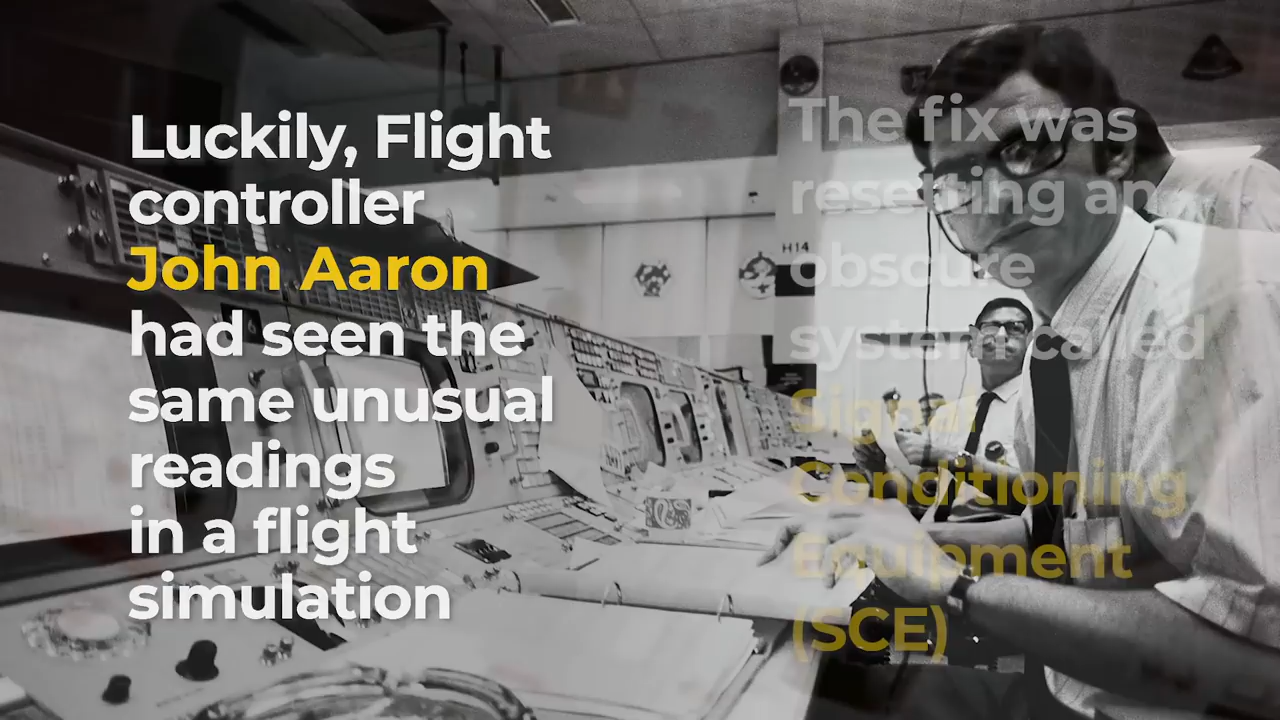 Luckily, Flight
controller
John Aaron
had seen the
same unusual
readings
in a flight
simulation
The fix was
resetting an
obscure
system called
Signal
Conditioning
Equipment
(SCE)
H14